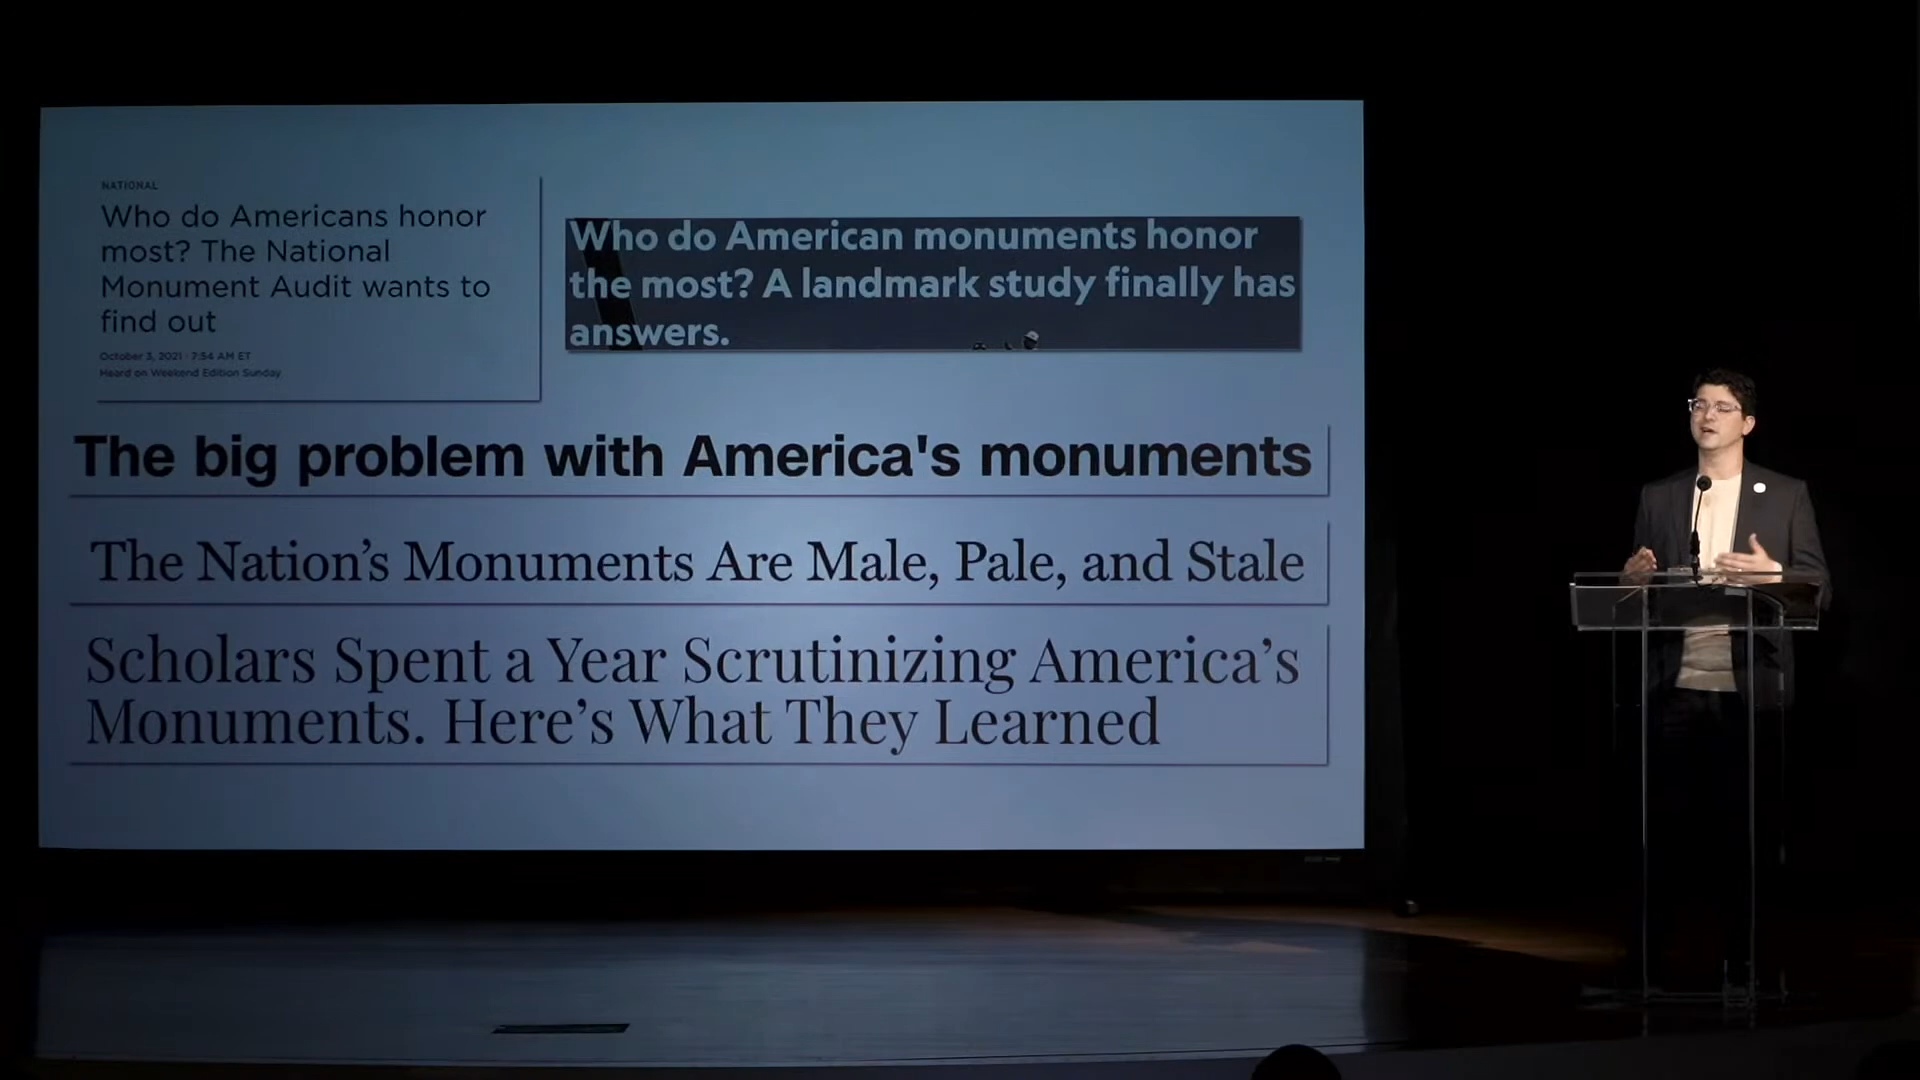 NATIONAL
Who do Americans honor
most? The National
Monument Audit wants to
find out
October 3, 2021 · 7:54 AM ET
Heard on Weekend Edition Sunday
Who do American monuments honor
the most? A landmark study finally has
answers.
The big problem with America's monuments
The Nation’s Monuments Are Male, Pale, and Stale
Scholars Spent a Year Scrutinizing America’s
Monuments. Here’s What They Learned